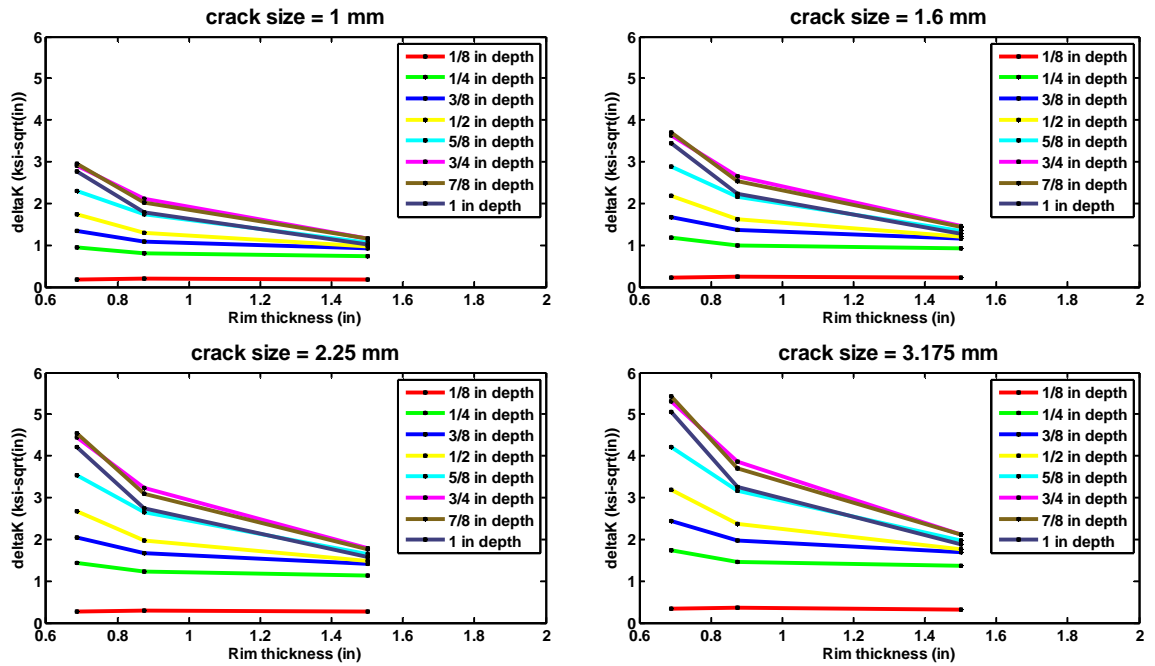 crack size = 1 mm
6
5
4
3
2
1
0
deltaK (ksi-sqrt(in))
1/8 in depth
1/4 in depth
3/8 in depth
1/2 in depth
5/8 in depth
3/4 in depth
7/8 in depth
1 in depth
0.6 0.8 1 1.2 1.4 1.6 1.8 2
Rim thickness (in)
crack size = 1.6 mm
6
5
4
3
2
1
0
deltaK (ksi-sqrt(in))
1/8 in depth
1/4 in depth
3/8 in depth
1/2 in depth
5/8 in depth
3/4 in depth
7/8 in depth
1 in depth
0.6 0.8 1 1.2 1.4 1.6 1.8 2
Rim thickness (in)
crack size = 2.25 mm
6
5
4
3
2
1
0
deltaK (ksi-sqrt(in))
1/8 in depth
1/4 in depth
3/8 in depth
1/2 in depth
5/8 in depth
3/4 in depth
7/8 in depth
1 in depth
0.6 0.8 1 1.2 1.4 1.6 1.8 2
Rim thickness (in)
crack size = 3.175 mm
6
5
4
3
2
1
0
deltaK (ksi-sqrt(in))
1/8 in depth
1/4 in depth
3/8 in depth
1/2 in depth
5/8 in depth
3/4 in depth
7/8 in depth
1 in depth
0.6 0.8 1 1.2 1.4 1.6 1.8 2
Rim thickness (in)